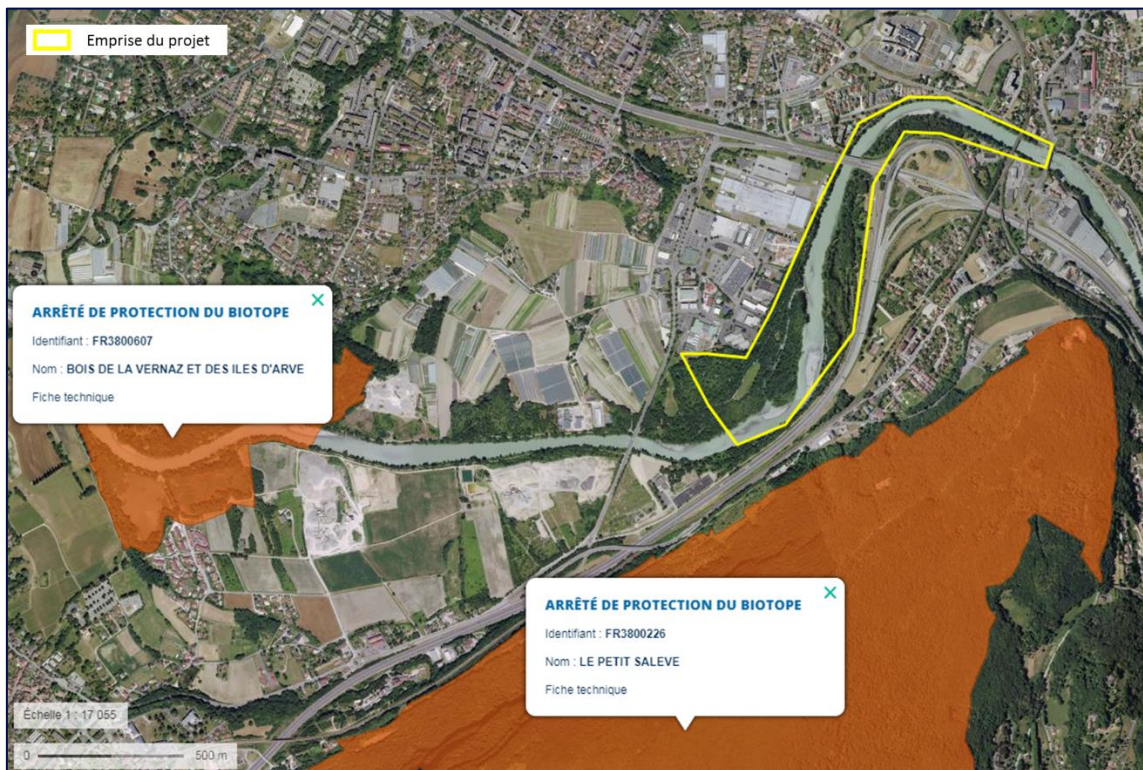 Emprise du projet
ARRÊTÉ DE PROTECTION DU BIOTOPE
Identifiant : FR3800607
Nom : BOIS DE LA VERNAZ ET DES ILES D'ARVE
Fiche technique
ARRÊTÉ DE PROTECTION DU BIOTOPE
Identifiant : FR3800226
Nom : LE PETIT SALEVE
Fiche technique
Échelle 1 : 17 055
0 500 m